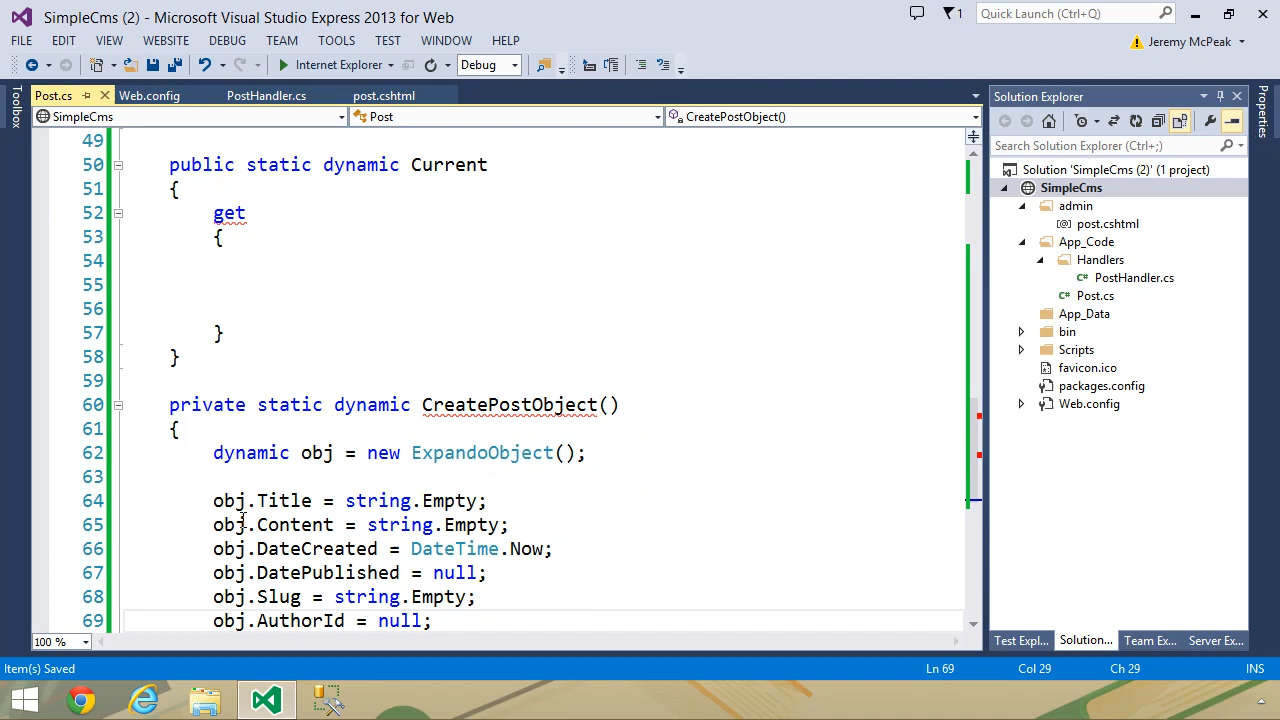 SimpleCms (2) - Microsoft Visual Studio Express 2013 for Web
1
Quick Launch (Ctrl+Q)
FILE EDIT VIEW WEBSITE DEBUG TEAM TOOLS TEST WINDOW HELP
Jeremy McPeak
Internet Explorer
Debug
Toolbox
Post.cs
Web.config
PostHandler.cs
post.cshtml
SimpleCms
Post
CreatePostObject()
49
50 public static dynamic Current
51 {
52 get
53 {
54
55
56
57 }
58 }
59
60 private static dynamic CreatePostObject()
61 {
62 dynamic obj = new ExpandoObject();
63
64 obj.Title = string.Empty;
65 obj.Content = string.Empty;
66 obj.DateCreated = DateTime.Now;
67 obj.DatePublished = null;
68 obj.Slug = string.Empty;
69 obj.AuthorId = null;
100 %
Solution Explorer
Search Solution Explorer (Ctrl+;)
Solution 'SimpleCms (2)' (1 project)
SimpleCms
admin
post.cshtml
App_Code
Handlers
PostHandler.cs
Post.cs
App_Data
bin
Scripts
favicon.ico
packages.config
Web.config
Test Expl... Solution... Team Ex... Server Ex...
Properties
Item(s) Saved
Ln 69
Col 29
Ch 29
INS